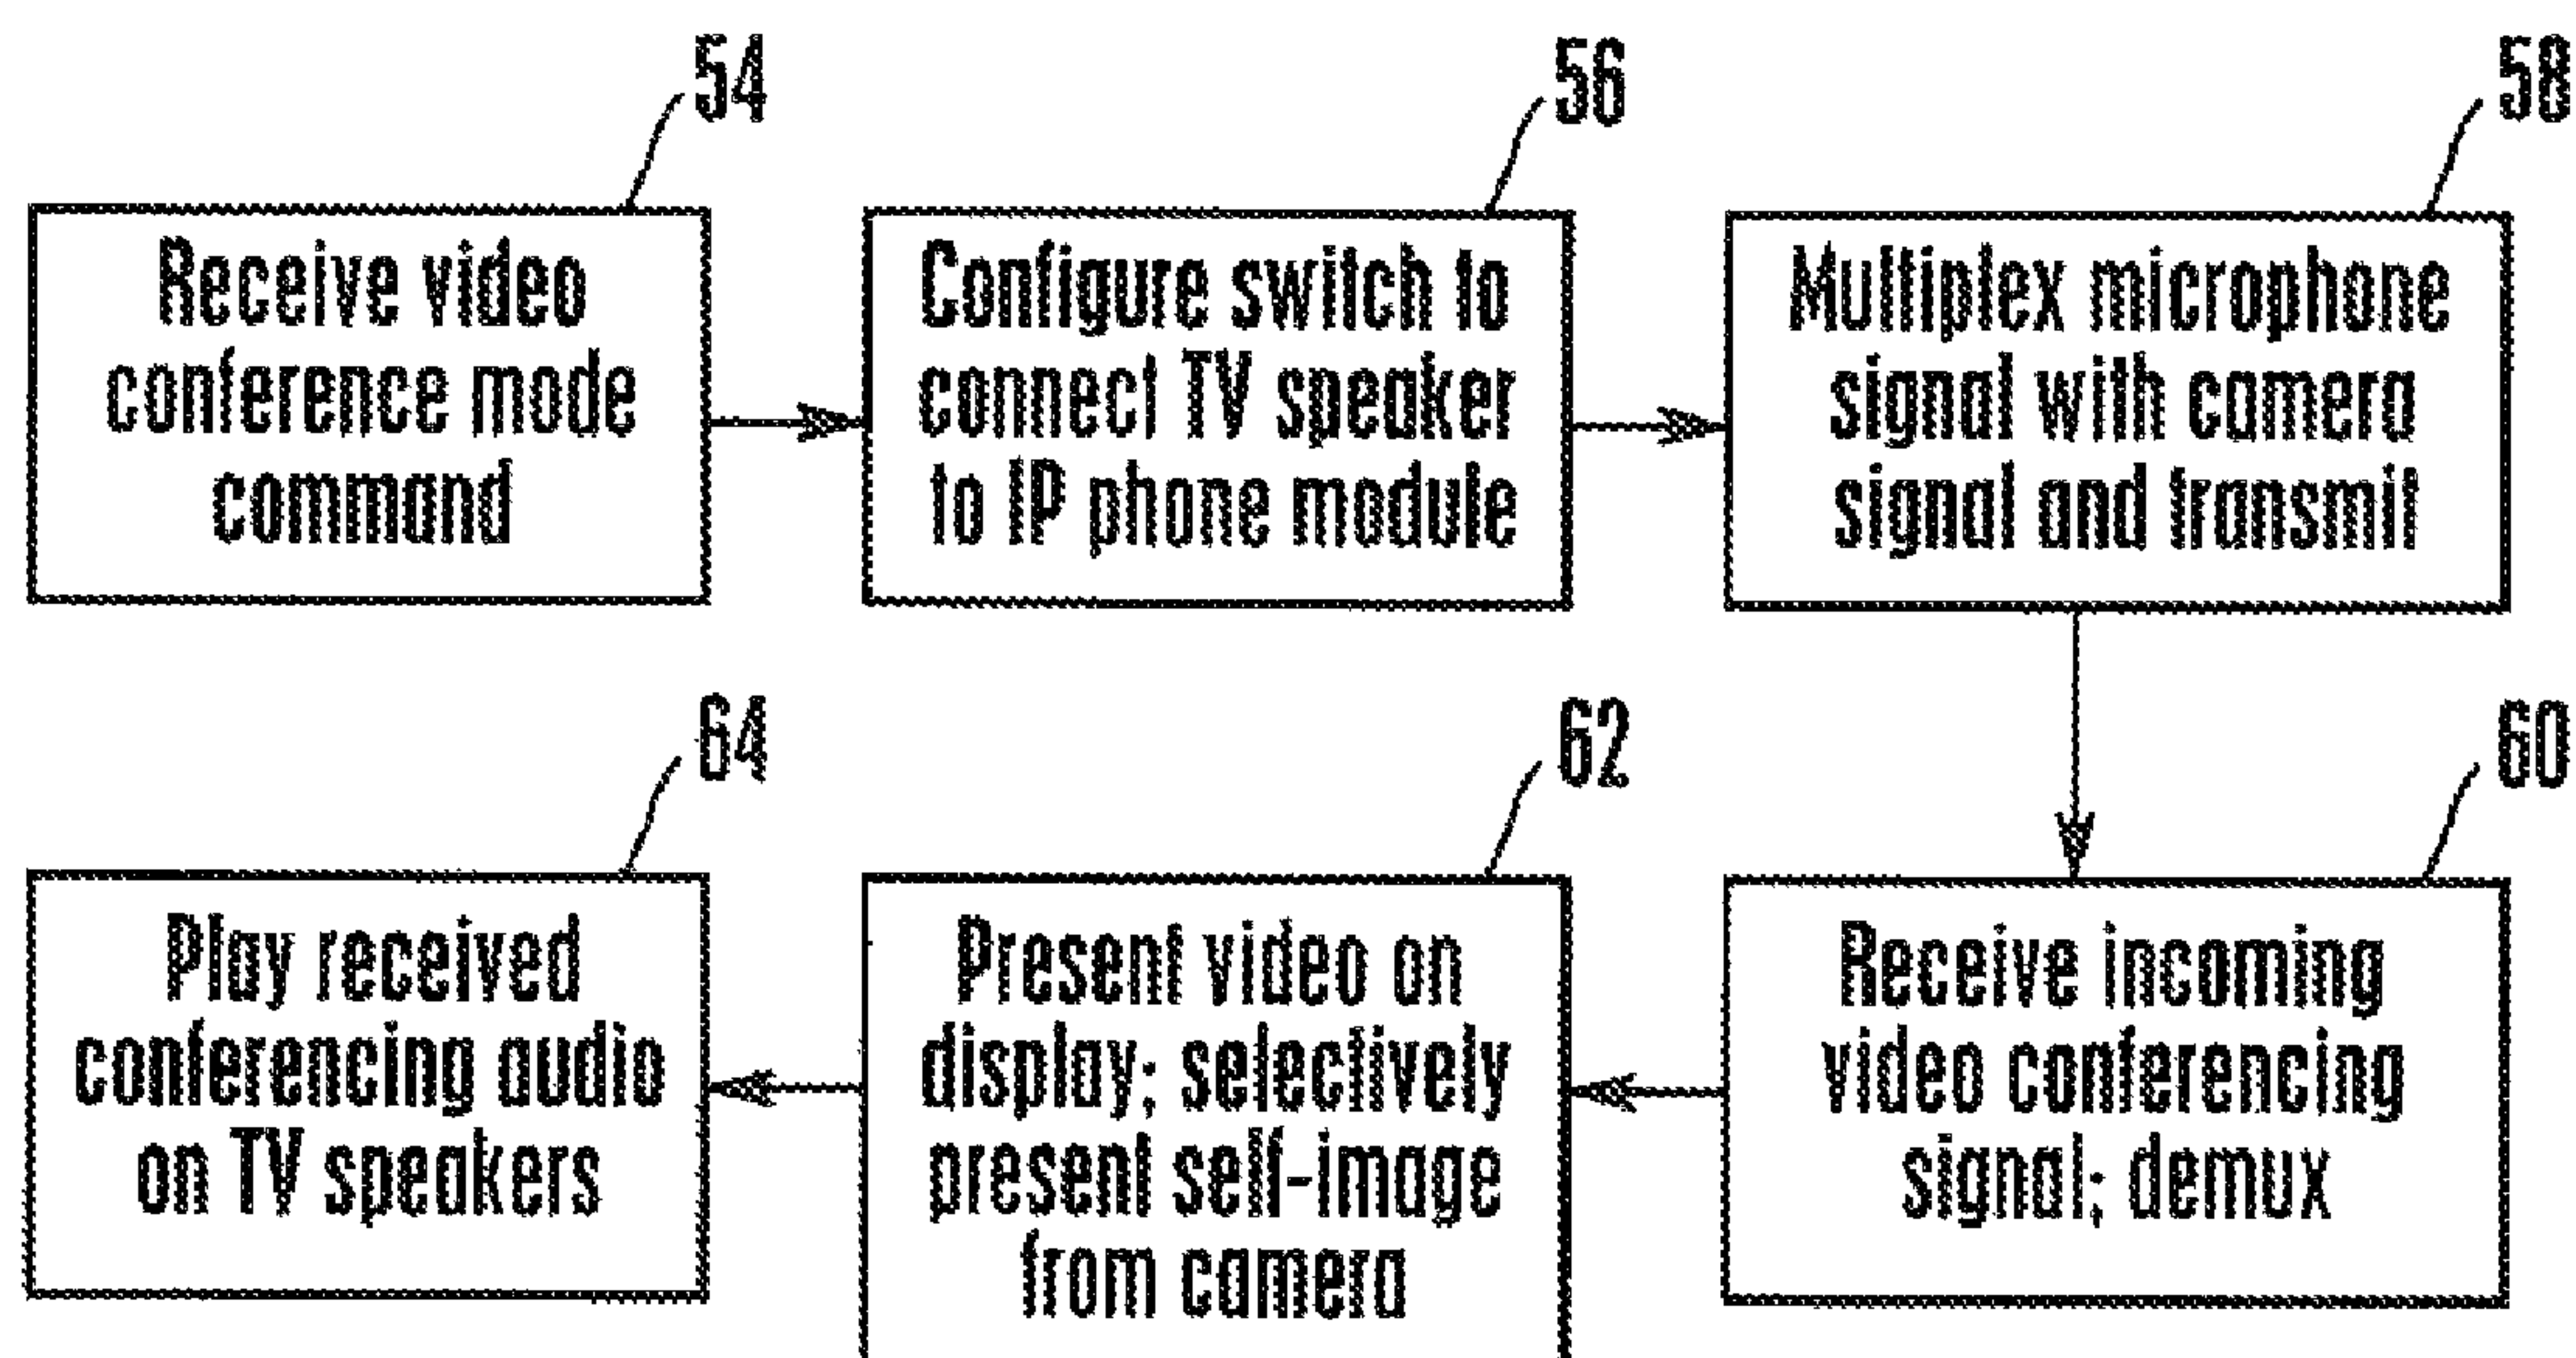 54
Receive video
conference mode
command
56
Configure switch to
connect TV speaker
to IP phone module
58
Multiplex microphone
signal with camera
signal and transmit
60
Receive incoming
video conferencing
signal; demux
62
Present video on
display; selectively
present self-image
from camera
64
Play received
conferencing audio
on TV speakers